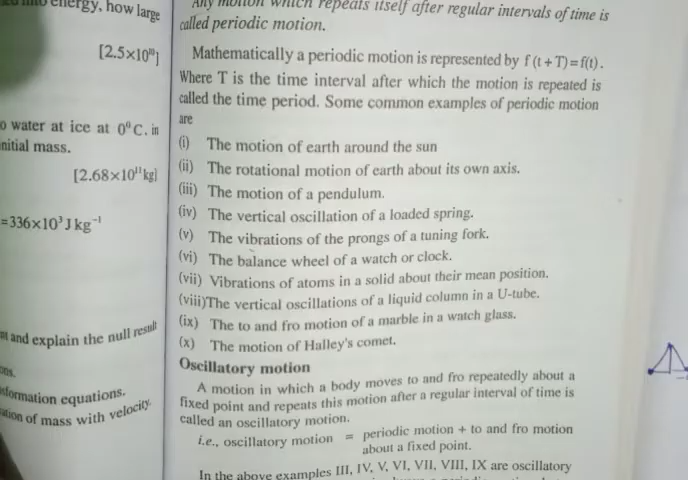 energy, how large
[2.5×10¹⁰]
o water at ice at 0⁰C. in
nitial mass.
[2.68×10¹¹kg]
=336×10³ J kg⁻¹
and explain the null result
ons.
sformation equations.
ation of mass with velocity.
Any motion which repeats itself after regular intervals of time is
called periodic motion.
Mathematically a periodic motion is represented by f (t + T) = f(t).
Where T is the time interval after which the motion is repeated is
called the time period. Some common examples of periodic motion
are
(i) The motion of earth around the sun
(ii) The rotational motion of earth about its own axis.
(iii) The motion of a pendulum.
(iv) The vertical oscillation of a loaded spring.
(v) The vibrations of the prongs of a tuning fork.
(vi) The balance wheel of a watch or clock.
(vii) Vibrations of atoms in a solid about their mean position.
(viii)The vertical oscillations of a liquid column in a U-tube.
(ix) The to and fro motion of a marble in a watch glass.
(x) The motion of Halley's comet.
Oscillatory motion
A motion in which a body moves to and fro repeatedly about a
fixed point and repeats this motion after a regular interval of time is
called an oscillatory motion.
i.e., oscillatory motion = periodic motion + to and fro motion
about a fixed point.
In the above examples III, IV, V, VI, VII, VIII, IX are oscillatory